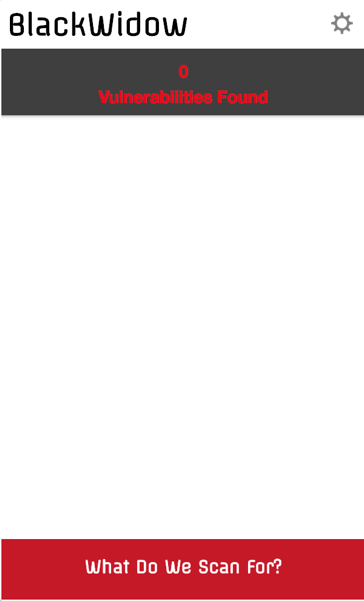 BlackWidow
0
Vulnerabilities Found
What Do We Scan For?